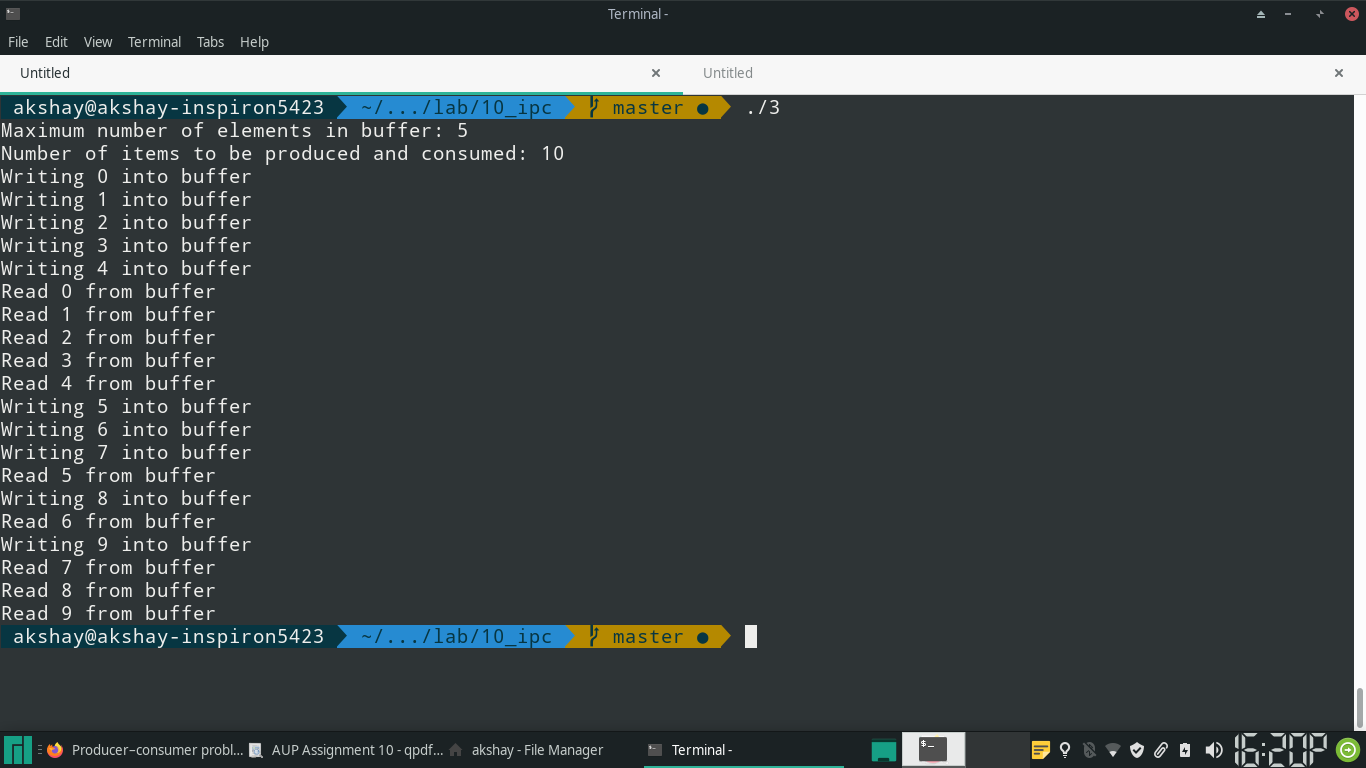 Terminal -
File Edit View Terminal Tabs Help
Untitled Untitled
akshay@akshay-inspiron5423 ~/.../lab/10_ipc master ● ./3
Maximum number of elements in buffer: 5
Number of items to be produced and consumed: 10
Writing 0 into buffer
Writing 1 into buffer
Writing 2 into buffer
Writing 3 into buffer
Writing 4 into buffer
Read 0 from buffer
Read 1 from buffer
Read 2 from buffer
Read 3 from buffer
Read 4 from buffer
Writing 5 into buffer
Writing 6 into buffer
Writing 7 into buffer
Read 5 from buffer
Writing 8 into buffer
Read 6 from buffer
Writing 9 into buffer
Read 7 from buffer
Read 8 from buffer
Read 9 from buffer
akshay@akshay-inspiron5423 ~/.../lab/10_ipc master ●
Producer–consumer probl... AUP Assignment 10 - qpdf... akshay - File Manager Terminal - $_ 16:20P